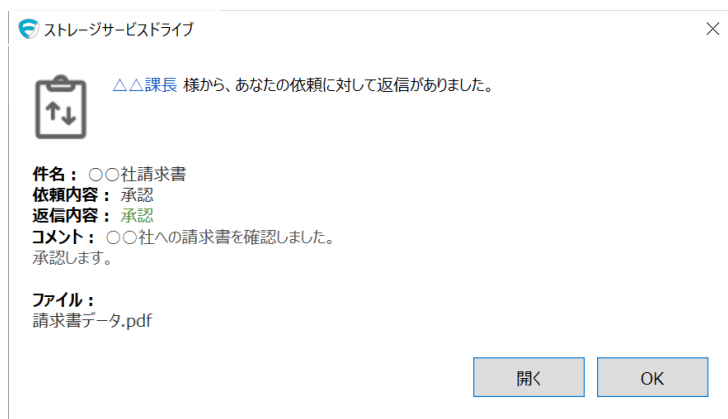 ストレージサービスドライブ
△△課長 様から、あなたの依頼に対して返信がありました。
件名： ○○社請求書
依頼内容： 承認
返信内容： 承認
コメント： ○○社への請求書を確認しました。
承認します。
ファイル：
請求書データ.pdf
開く
OK